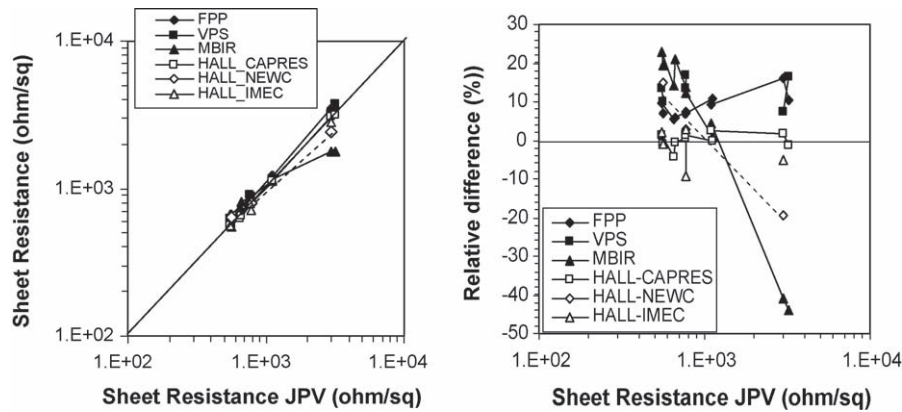 Sheet Resistance (ohm/sq)
1.E+04
1.E+03
1.E+02
FPP
VPS
MBIR
HALL_CAPRES
HALL_NEWC
HALL_IMEC
1.E+02
1.E+03
1.E+04
Sheet Resistance JPV (ohm/sq)
Relative difference (%))
30
20
10
0
-10
-20
-30
-40
-50
FPP
VPS
MBIR
HALL-CAPRES
HALL-NEWC
HALL-IMEC
1.E+02
1.E+03
1.E+04
Sheet Resistance JPV (ohm/sq)